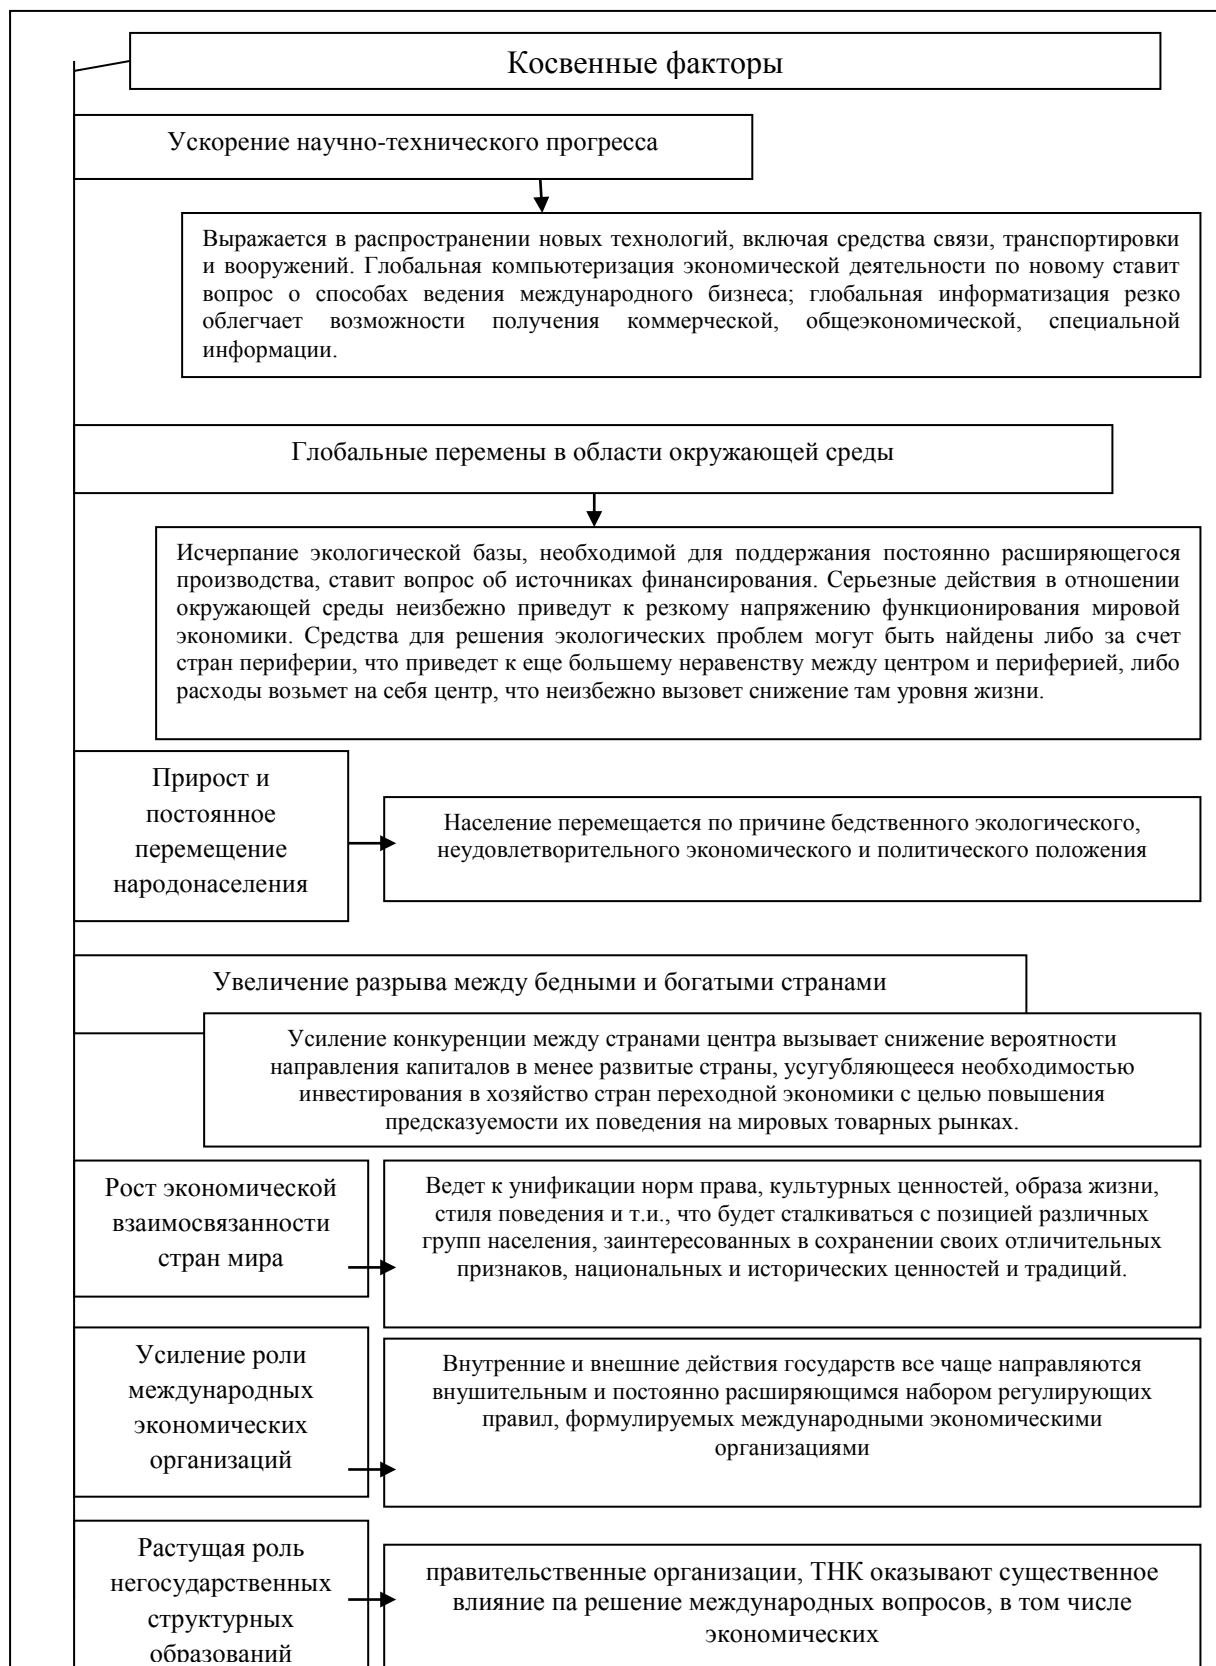 Косвенные факторы
Ускорение научно-технического прогресса
Выражается в распространении новых технологий, включая средства связи, транспортировки
и вооружений. Глобальная компьютеризация экономической деятельности по новому ставит
вопрос о способах ведения международного бизнеса; глобальная информатизация резко
облегчает возможности получения коммерческой, общеэкономической, специальной
информации.
Глобальные перемены в области окружающей среды
Исчерпание экологической базы, необходимой для поддержания постоянно расширяющегося
производства, ставит вопрос об источниках финансирования. Серьезные действия в отношении
окружающей среды неизбежно приведут к резкому напряжению функционирования мировой
экономики. Средства для решения экологических проблем могут быть найдены либо за счет
стран периферии, что приведет к еще большему неравенству между центром и периферией, либо
расходы возьмет на себя центр, что неизбежно вызовет снижение там уровня жизни.
Прирост и
постоянное
перемещение
народонаселения
Население перемещается по причине бедственного экологического,
неудовлетворительного экономического и политического положения
Увеличение разрыва между бедными и богатыми странами
Усиление конкуренции между странами центра вызывает снижение вероятности
направления капиталов в менее развитые страны, усугубляющееся необходимостью
инвестирования в хозяйство стран переходной экономики с целью повышения
предсказуемости их поведения на мировых товарных рынках.
Рост экономической
взаимосвязанности
стран мира
Ведет к унификации норм права, культурных ценностей, образа жизни,
стиля поведения и т.и., что будет сталкиваться с позицией различных
групп населения, заинтересованных в сохранении своих отличительных
признаков, национальных и исторических ценностей и традиций.
Усиление роли
международных
экономических
организаций
Внутренние и внешние действия государств все чаще направляются
внушительным и постоянно расширяющимся набором регулирующих
правил, формулируемых международными экономическими
организациями
Растущая роль
негосударственных
структурных
образований
правительственные организации, ТНК оказывают существенное
влияние па решение международных вопросов, в том числе
экономических